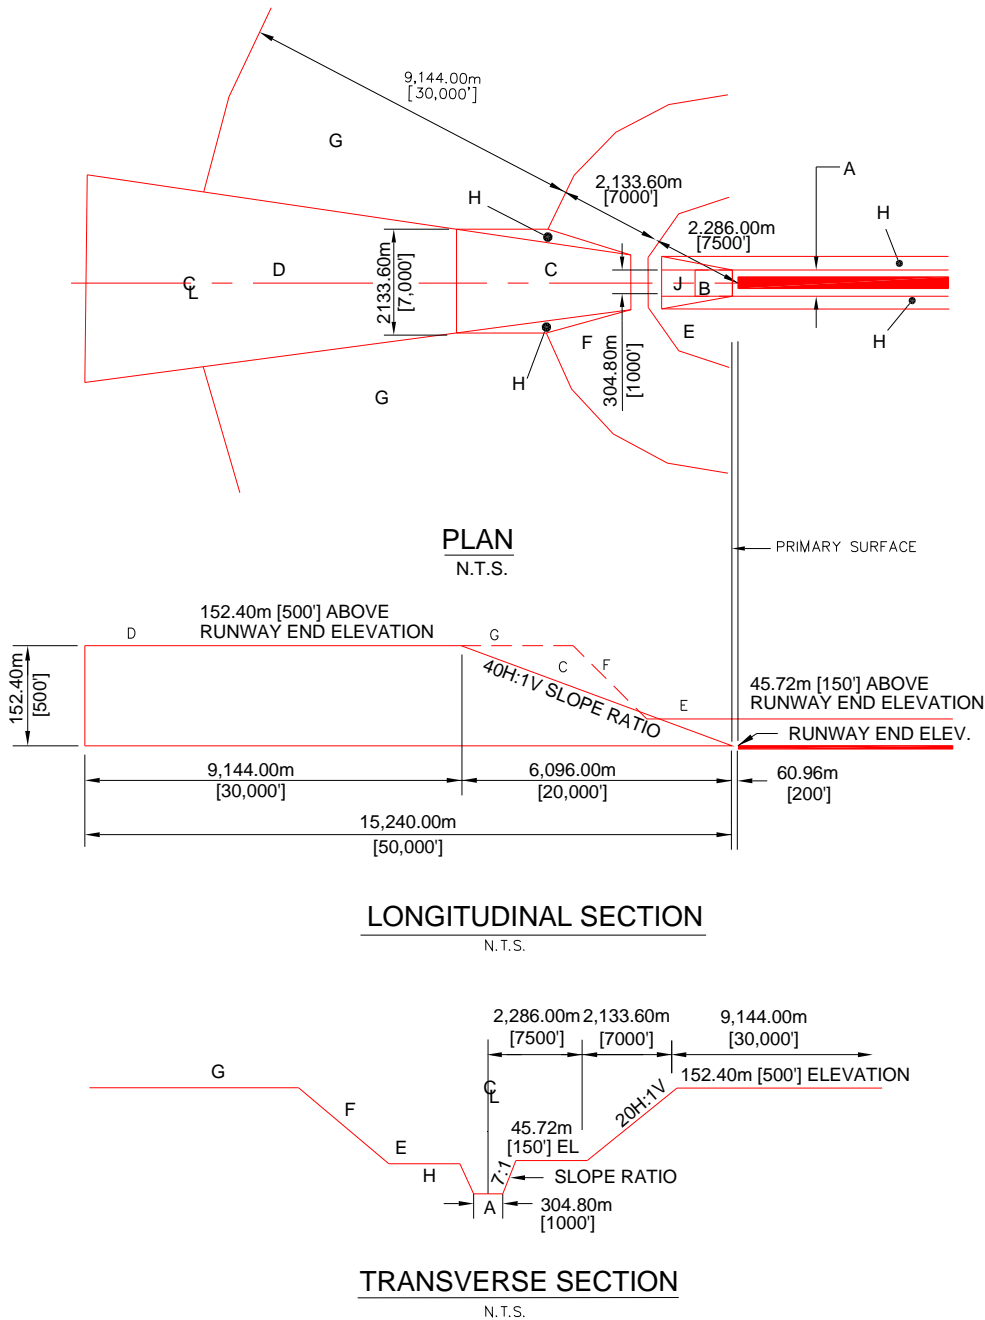 9,144.00m
[30,000']
G
2,133.60m
[7000']
A
H
H
2.286.00m
[7500']
C
D
CL
2133.60m
[7,000']
J
B
F
E
H
H
304.80m
[1000']
G
PLAN
N.T.S.
PRIMARY SURFACE
152.40m [500'] ABOVE
RUNWAY END ELEVATION
D
G
F
C
40H:1V SLOPE RATIO
E
45.72m [150'] ABOVE
RUNWAY END ELEVATION
RUNWAY END ELEV.
152.40m
[500']
9,144.00m
[30,000']
6,096.00m
[20,000']
60.96m
[200']
15,240.00m
[50,000']
LONGITUDINAL SECTION
N.T.S.
2,286.00m
[7500']
2,133.60m
[7000']
9,144.00m
[30,000']
G
152.40m [500'] ELEVATION
CL
F
20H:1V
45.72m
[150'] EL
E
H
7:1
SLOPE RATIO
A
304.80m
[1000']
TRANSVERSE SECTION
N.T.S.